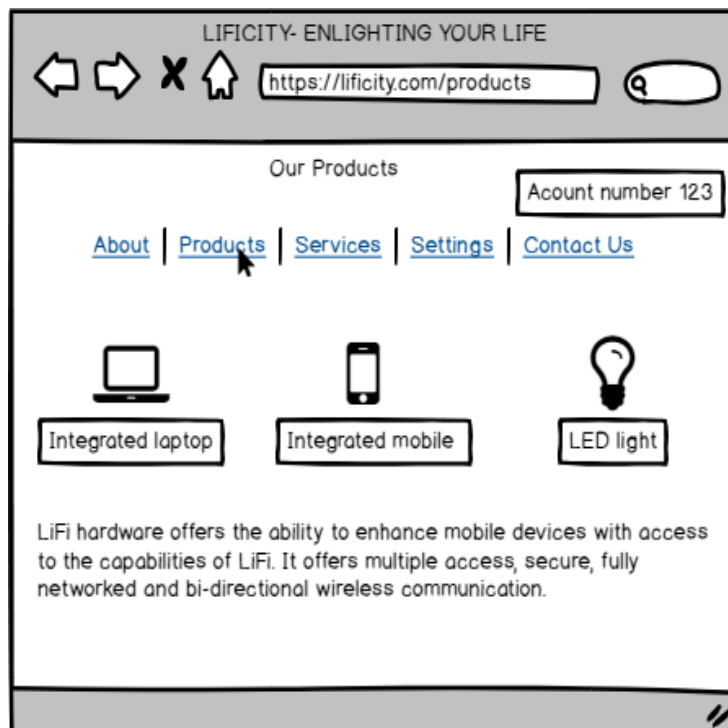 LIFICITY- ENLIGHTING YOUR LIFE
https://lificity.com/products
Our Products
Acount number 123
About | Products | Services | Settings | Contact Us
Integrated laptop
Integrated mobile
LED light
LiFi hardware offers the ability to enhance mobile devices with access
to the capabilities of LiFi. It offers multiple access, secure, fully
networked and bi-directional wireless communication.